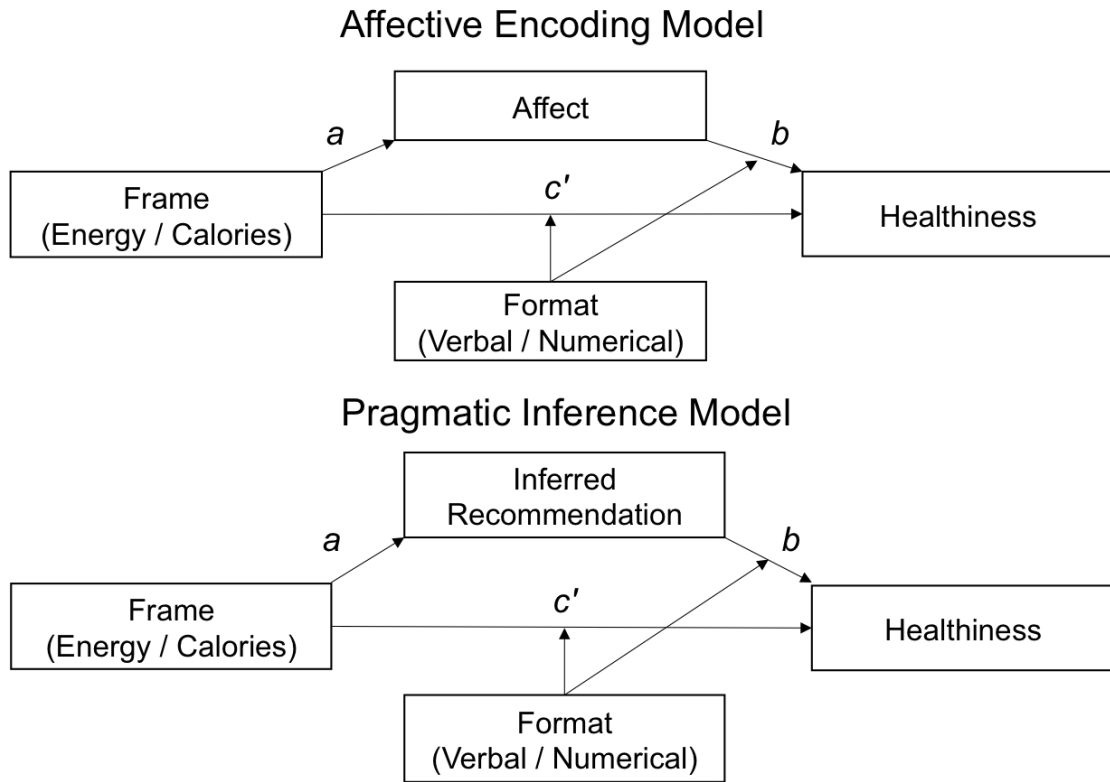 Affective Encoding Model
Affect
a
b
Frame
(Energy / Calories)
c'
Healthiness
Format
(Verbal / Numerical)
Pragmatic Inference Model
Inferred
Recommendation
a
b
Frame
(Energy / Calories)
c'
Healthiness
Format
(Verbal / Numerical)